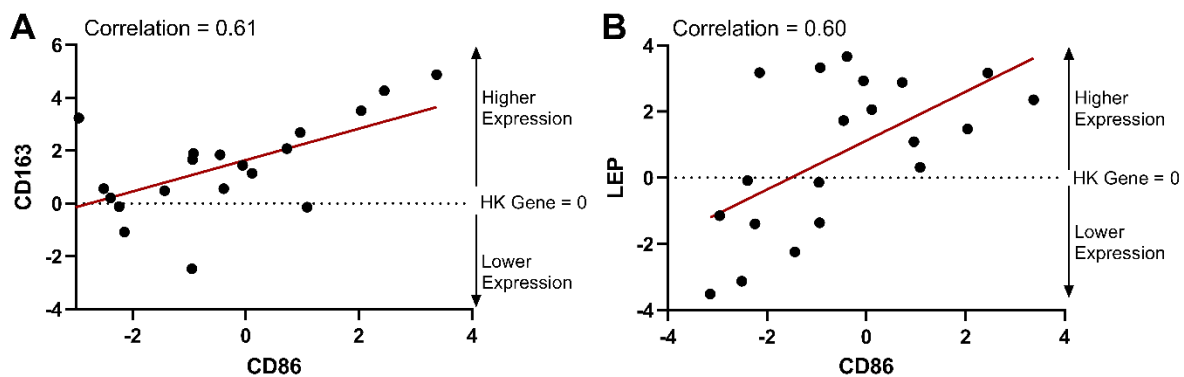 A
Correlation = 0.61
6
4
2
0
-2
-4
CD163
-2
0
2
4
CD86
Higher
Expression
HK Gene = 0
Lower
Expression
B
Correlation = 0.60
4
2
0
-2
-4
LEP
-4
-2
0
2
4
CD86
Higher
Expression
HK Gene = 0
Lower
Expression